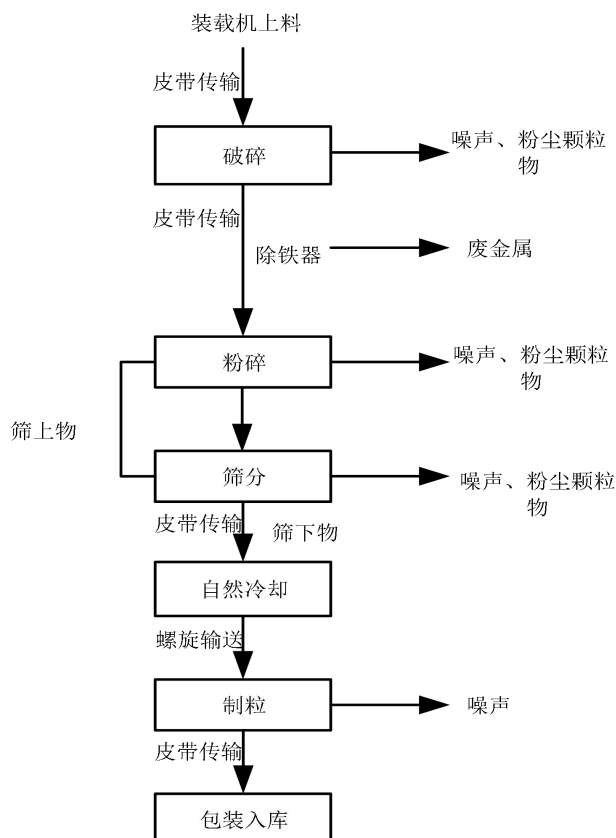 装载机上料
皮带传输
破碎
噪声、粉尘颗粒
物
皮带传输
除铁器
废金属
粉碎
噪声、粉尘颗粒
物
筛上物
筛分
噪声、粉尘颗粒
物
皮带传输
筛下物
自然冷却
螺旋输送
制粒
噪声
皮带传输
包装入库